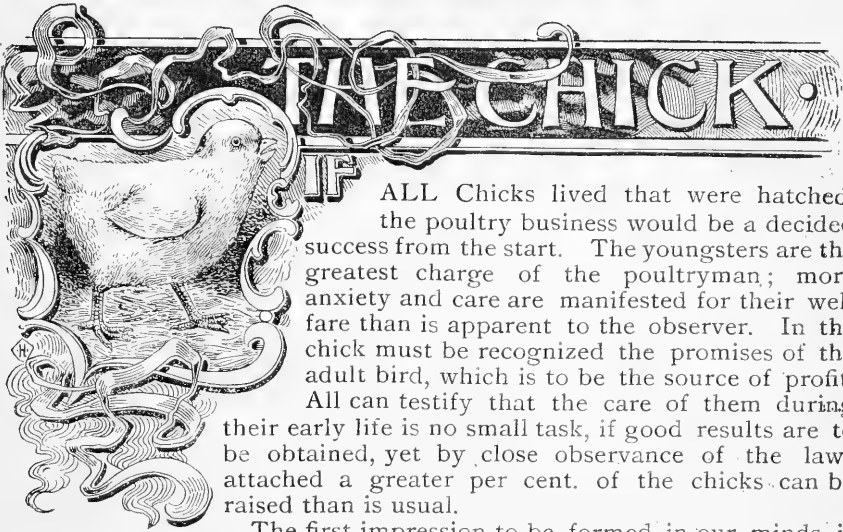 THE CHICK.
IF ALL Chicks lived that were hatched
the poultry business would be a decide
success from the start. The youngsters are th
greatest charge of the poultryman; mor
anxiety and care are manifested for their wel
fare than is apparent to the observer. In th
chick must be recognized the promises of th
adult bird, which is to be the source of profit
All can testify that the care of them during
their early life is no small task, if good results are t
be obtained, yet by close observance of the law
attached a greater per cent. of the chicks can b
raised than is usual.
The first impression to be formed in our minds i
H